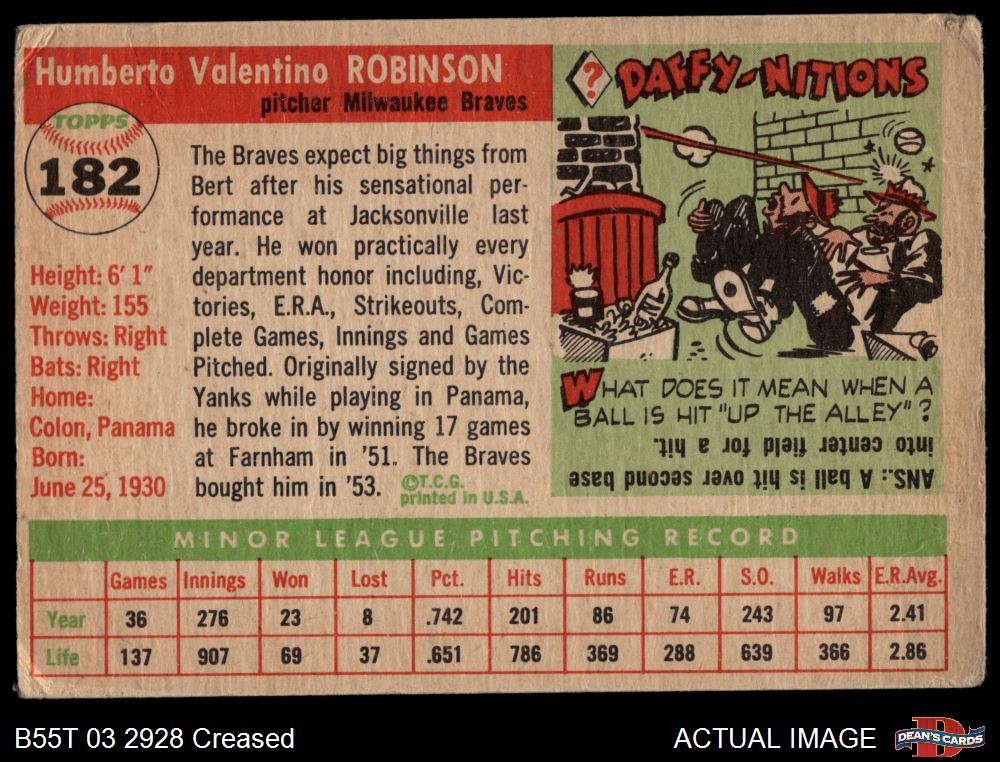 Humberto Valentino ROBINSON
pitcher Milwaukee Braves
TOPPS
182
Height: 6' 1"
Weight: 155
Throws: Right
Bats: Right
Home:
Colon, Panama
Born:
June 25, 1930
The Braves expect big things from
Bert after his sensational per-
formance at Jacksonville last
year. He won practically every
department honor including, Vic-
tories, E.R.A., Strikeouts, Com-
plete Games, Innings and Games
Pitched. Originally signed by the
Yanks while playing in Panama,
he broke in by winning 17 games
at Farnham in '51. The Braves
bought him in '53.
©T.C.G.
printed in U.S.A.
?
DAFFY-NITIONS
WHAT DOES IT MEAN WHEN A
BALL IS HIT "UP THE ALLEY"?
ANS.: A ball is hit over second base
into center field for a hit.
MINOR LEAGUE PITCHING RECORD
Games Innings Won Lost Pct. Hits Runs E.R. S.O. Walks E.R.Avg.
Year 36 276 23 8 .742 201 86 74 243 97 2.41
Life 137 907 69 37 .651 786 369 288 639 366 2.86
B55T 03 2928 Creased
ACTUAL IMAGE
DEAN'S CARDS